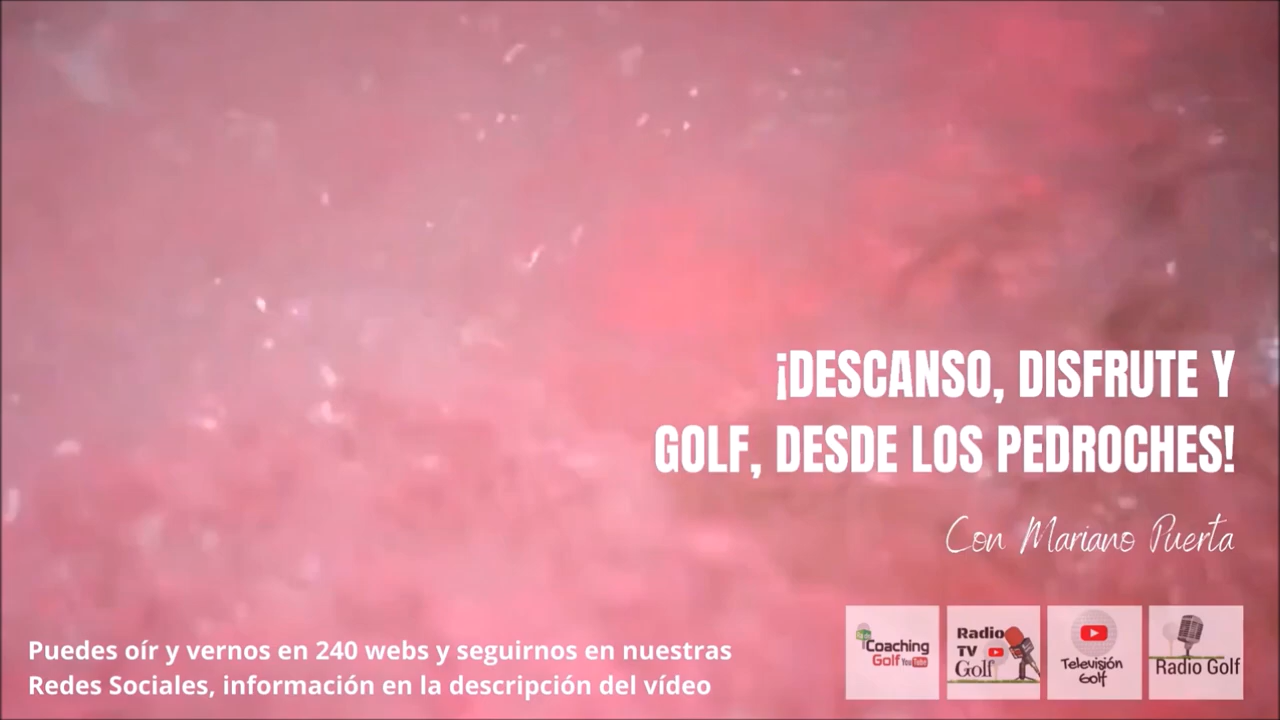 ¡DESCANSO, DISFRUTE Y
GOLF, DESDE LOS PEDROCHES!
Con Mariano Puerta
Puedes oír y vernos en 240 webs y seguirnos en nuestras
Redes Sociales, información en la descripción del vídeo
Coaching
Golf YouTube
Radio
TV
Golf
Televisión
Golf
Radio Golf